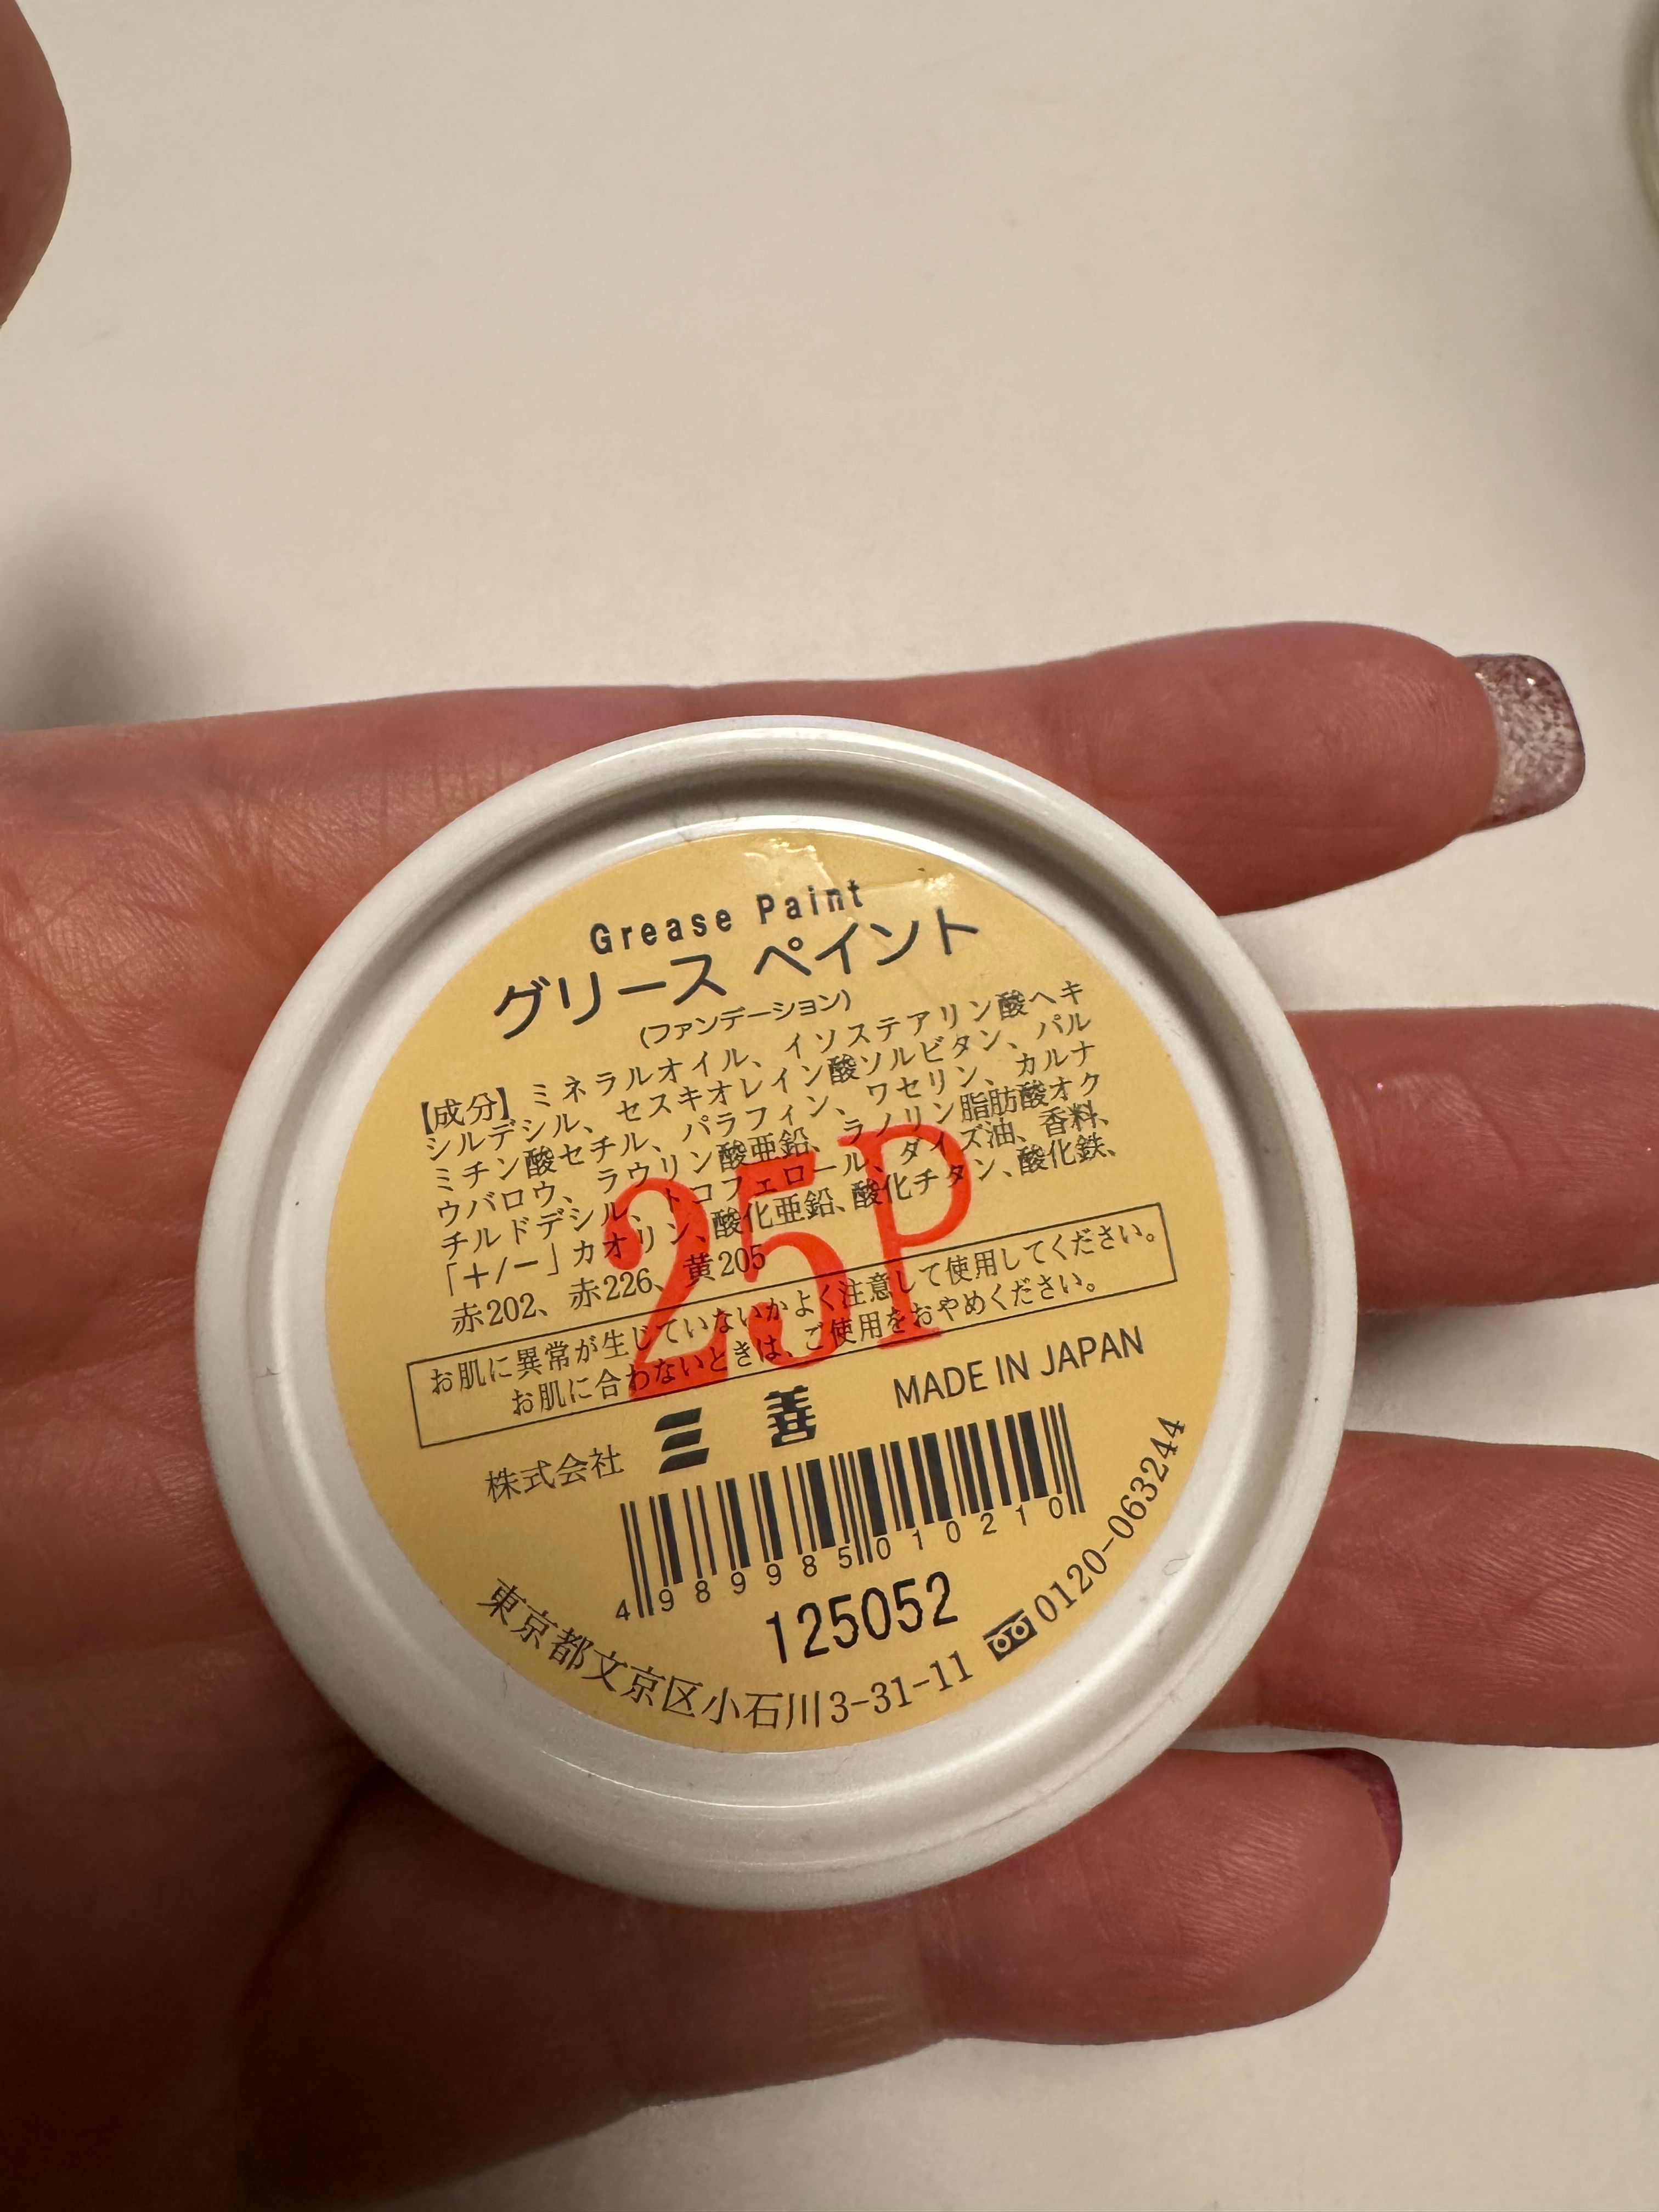 Grease Paint
グリース ペイント
(ファンデーション)
【成分】 ミネラルオイル、イソステアリン酸ヘキ
シルデシル、セスキオレイン酸ソルビタン、パル
ミチン酸セチル、パラフィン、ワセリン、カルナ
ウバロウ、ラウリン酸亜鉛、ラノリン脂肪酸オク
チルドデシル、トコフェロール、ダイズ油、香料、
「+/−」カオリン、酸化亜鉛、酸化チタン、酸化鉄、
赤202、赤226、黄205
25P
お肌に異常が生じていないかよく注意して使用してください。
お肌に合わないときは、ご使用をおやめください。
株式会社 三善 MADE IN JAPAN
4989985010210
125052
東京都文京区小石川3-31-11 0120-063244